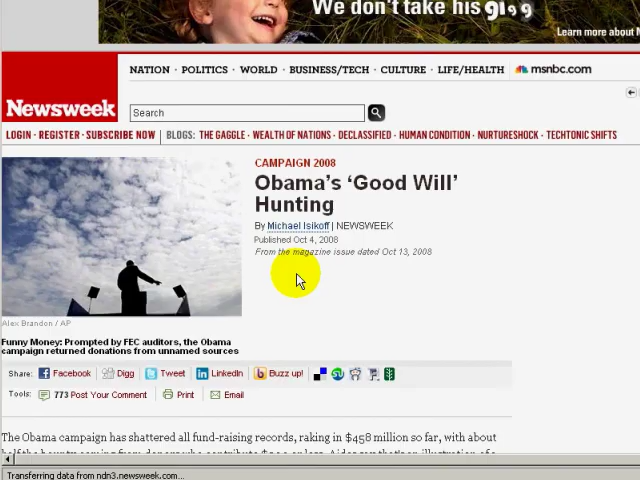 We don't take his
Learn more about
NATION · POLITICS · WORLD · BUSINESS/TECH · CULTURE · LIFE/HEALTH
msnbc.com
Newsweek
Search
LOGIN · REGISTER · SUBSCRIBE NOW | BLOGS: THE GAGGLE · WEALTH OF NATIONS · DECLASSIFIED · HUMAN CONDITION · NURTURESHOCK · TECHTONIC SHIFTS
CAMPAIGN 2008
Obama's 'Good Will'
Hunting
By Michael Isikoff | NEWSWEEK
Published Oct 4, 2008
From the magazine issue dated Oct 13, 2008
Alex Brandon / AP
Funny Money: Prompted by FEC auditors, the Obama
campaign returned donations from unnamed sources
Share: Facebook Digg Tweet LinkedIn Buzz up!
Tools: 773 Post Your Comment Print Email
The Obama campaign has shattered all fund-raising records, raking in $458 million so far, with about
Transferring data from ndn3.newsweek.com...